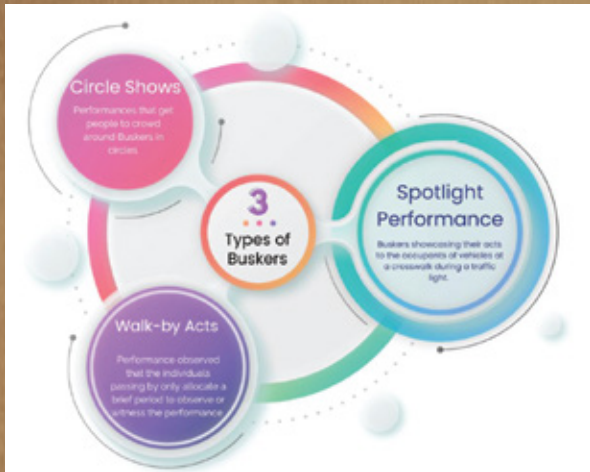 Circle Shows
Performances that get
people to crowd
around Buskers in
circles
3
Types of
Buskers
Spotlight
Performance
Buskers showcasing their acts
to the occupants of vehicles at
a crosswalk during a traffic
light.
Walk-by Acts
Performance observed
that the individuals
passing by only allocate a
brief period to observe or
witness the performance